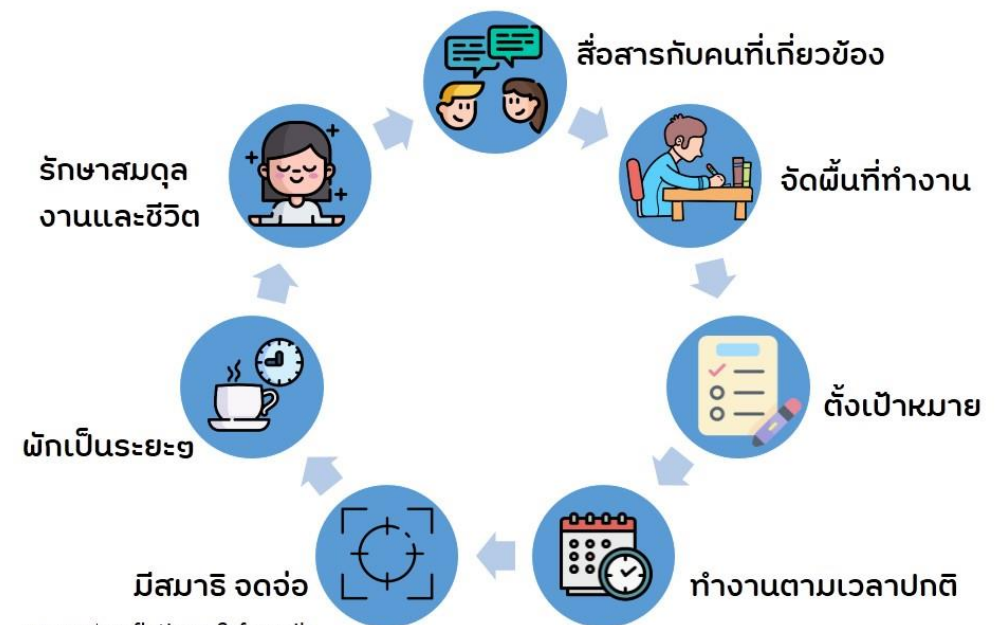 สื่อสารกับคนที่เกี่ยวข้อง
จัดพื้นที่ทำงาน
ตั้งเป้าหมาย
ทำงานตามเวลาปกติ
มีสมาธิ จดจ่อ
พักเป็นระยะๆ
รักษาสมดุล
งานและชีวิต